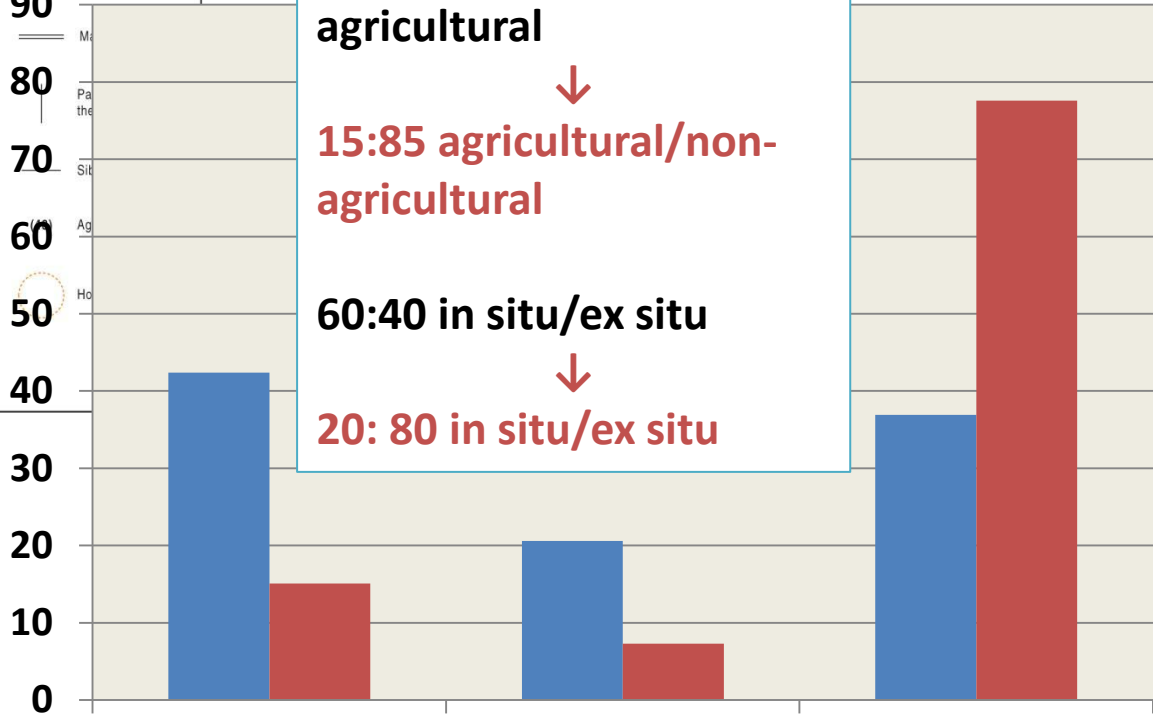 90
agricultural
↓
80
15:85 agricultural/non-
agricultural
70
60
60:40 in situ/ex situ
50
↓
40
20: 80 in situ/ex situ
30
20
10
0